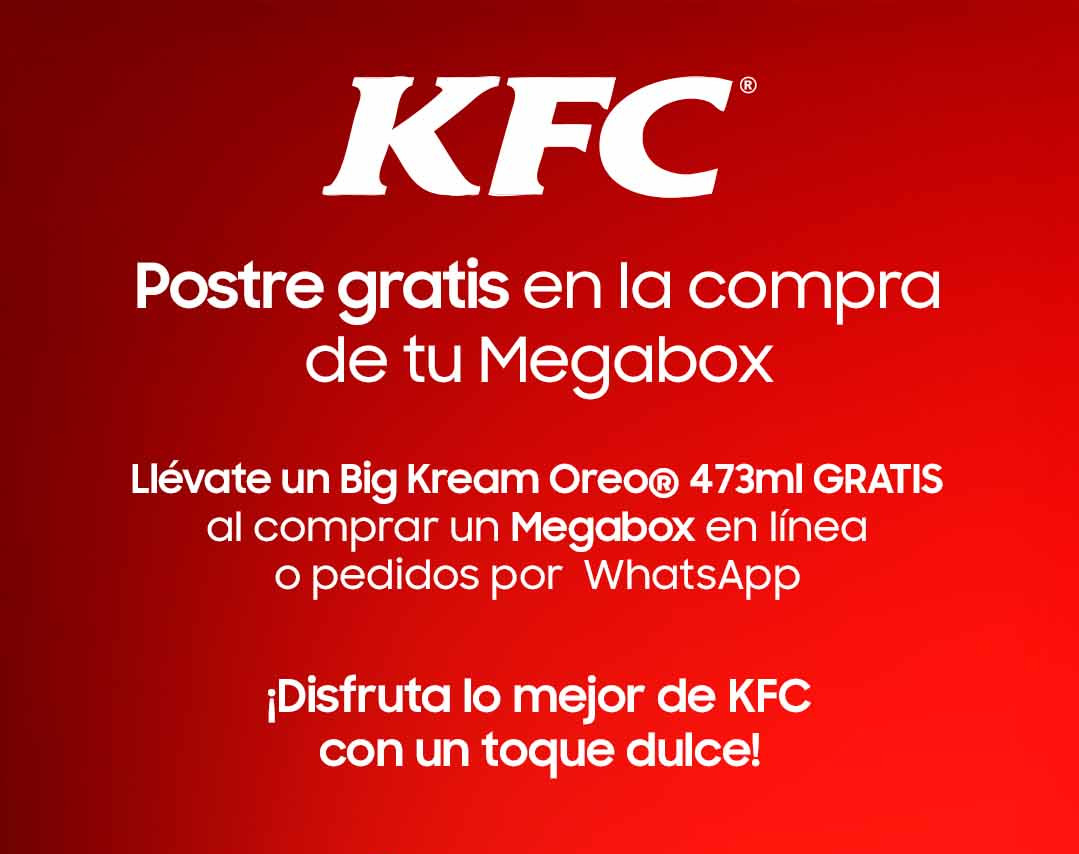 KFC®
Postre gratis en la compra
de tu Megabox
Llévate un Big Kream Oreo® 473ml GRATIS
al comprar un Megabox en línea
o pedidos por WhatsApp
¡Disfruta lo mejor de KFC
con un toque dulce!